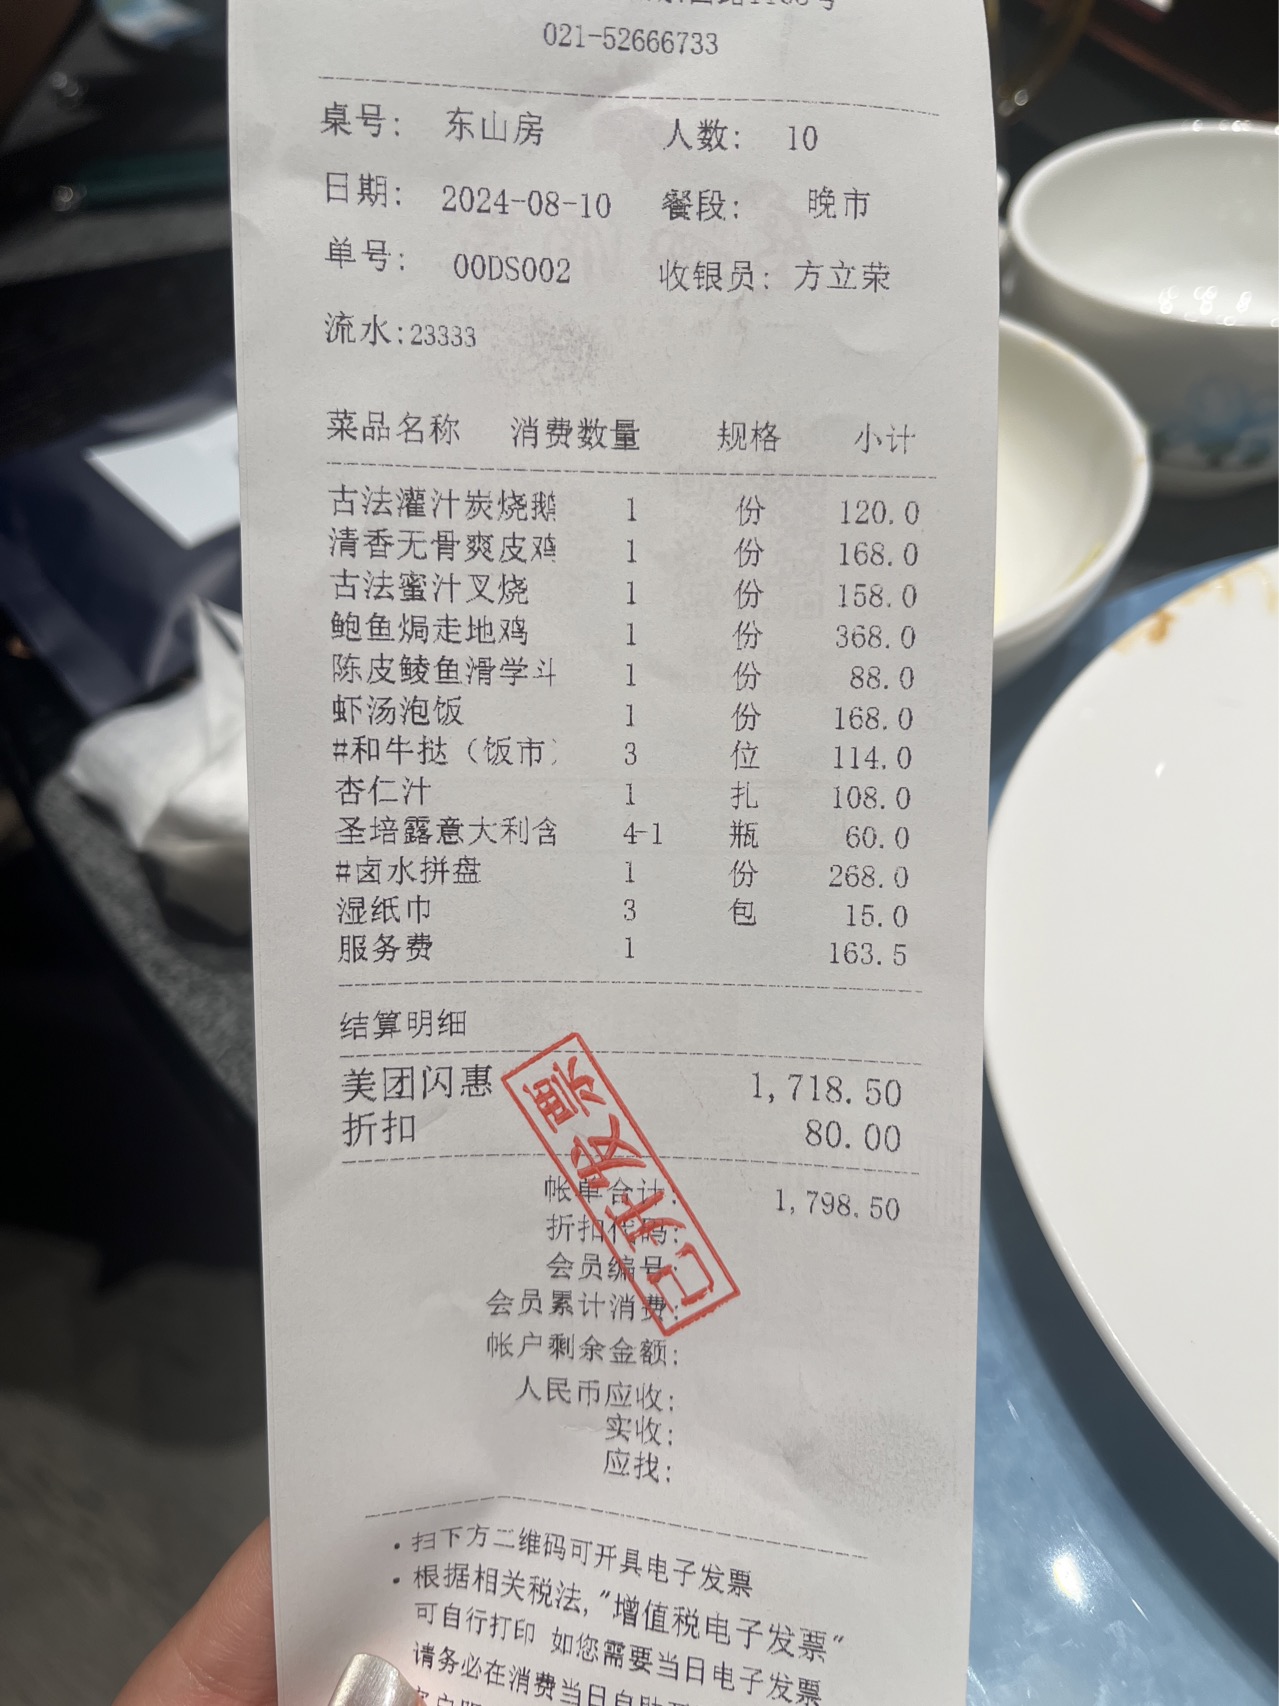 021-52666733
桌号: 东山房 人数: 10
日期: 2024-08-10 餐段: 晚市
单号: 00DS002 收银员: 方立荣
流水:23333
菜品名称 消费数量 规格 小计
古法灌汁炭烧鹅 1 份 120.0
清香无骨爽皮鸡 1 份 168.0
古法蜜汁叉烧 1 份 158.0
鲍鱼焗走地鸡 1 份 368.0
陈皮鲮鱼滑学斗 1 份 88.0
虾汤泡饭 1 份 168.0
#和牛挞（饭市） 3 位 114.0
杏仁汁 1 扎 108.0
圣培露意大利含 4-1 瓶 60.0
#卤水拼盘 1 份 268.0
湿纸巾 3 包 15.0
服务费 1 163.5
结算明细
美团闪惠 1,718.50
折扣 80.00
已开发票
帐单合计: 1,798.50
折扣代码:
会员编号:
会员累计消费:
帐户剩余金额:
人民币应收:
实收:
应找:
·扫下方二维码可开具电子发票
·根据相关税法,"增值税电子发票"
可自行打印 如您需要当日电子发票
请务必在消费当日自助